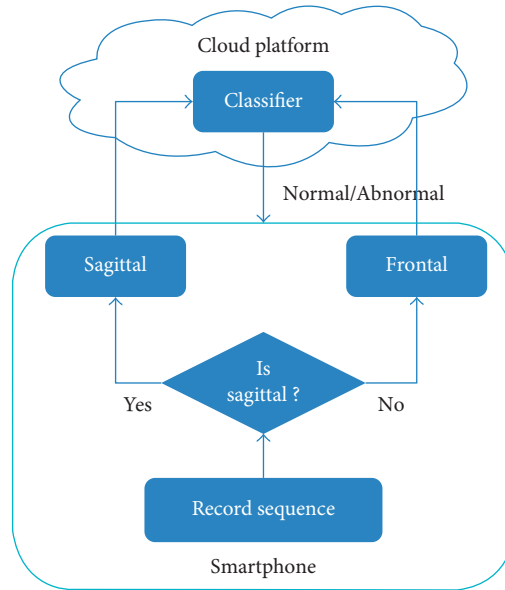 Cloud platform
Classifier
Normal/Abnormal
Sagittal
Frontal
Is
sagittal ?
Yes
No
Record sequence
Smartphone